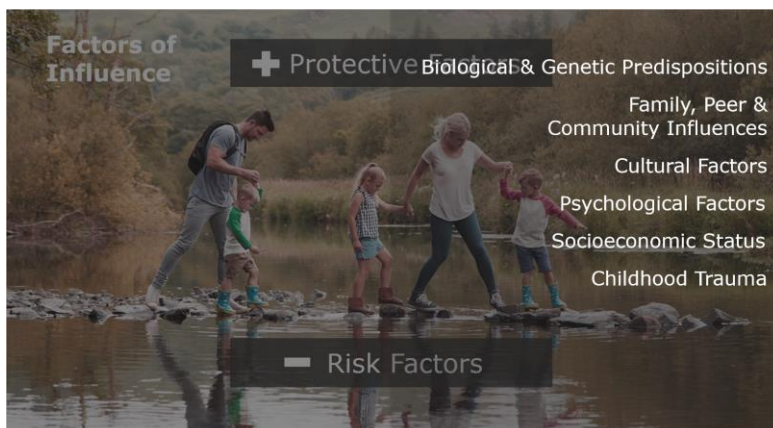 Factors of
Influence
+ Protective Factors
Biological & Genetic Predispositions
Family, Peer &
Community Influences
Cultural Factors
Psychological Factors
Socioeconomic Status
Childhood Trauma
- Risk Factors